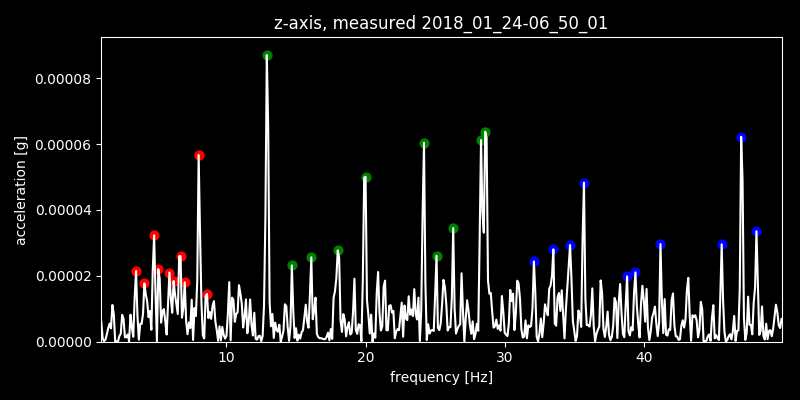 z-axis, measured 2018_01_24-06_50_01
0.00008
0.00006
0.00004
0.00002
0.00000
acceleration [g]
10 20 30 40
frequency [Hz]